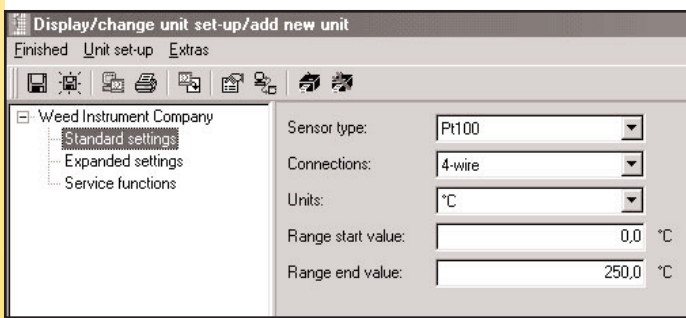 Display/change unit set-up/add new unit
Finished Unit set-up Extras
Weed Instrument Company
Standard settings
Expanded settings
Service functions
Sensor type: Pt100
Connections: 4-wire
Units: °C
Range start value: 0,0 °C
Range end value: 250,0 °C